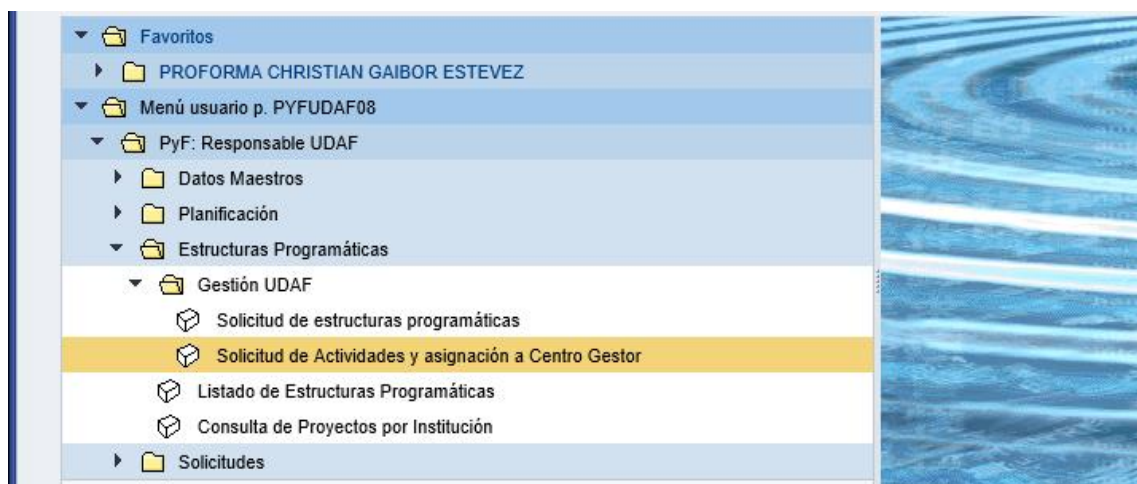 Favoritos
PROFORMA CHRISTIAN GAIBOR ESTEVEZ
Menú usuario p. PYFUDAF08
PyF: Responsable UDAF
Datos Maestros
Planificación
Estructuras Programáticas
Gestión UDAF
Solicitud de estructuras programáticas
Solicitud de Actividades y asignación a Centro Gestor
Listado de Estructuras Programáticas
Consulta de Proyectos por Institución
Solicitudes